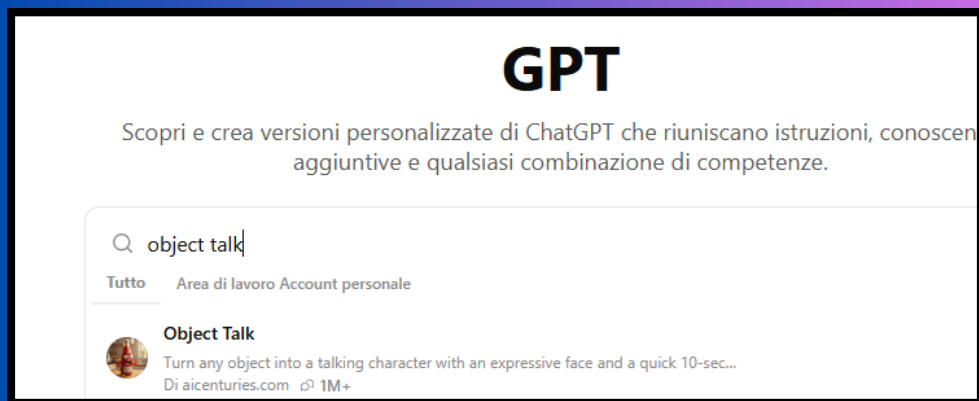 GPT
Scopri e crea versioni personalizzate di ChatGPT che riuniscano istruzioni, conoscen
aggiuntive e qualsiasi combinazione di competenze.
object talk
Tutto Area di lavoro Account personale
Object Talk
Turn any object into a talking character with an expressive face and a quick 10-sec...
Di aicenturies.com 1M+